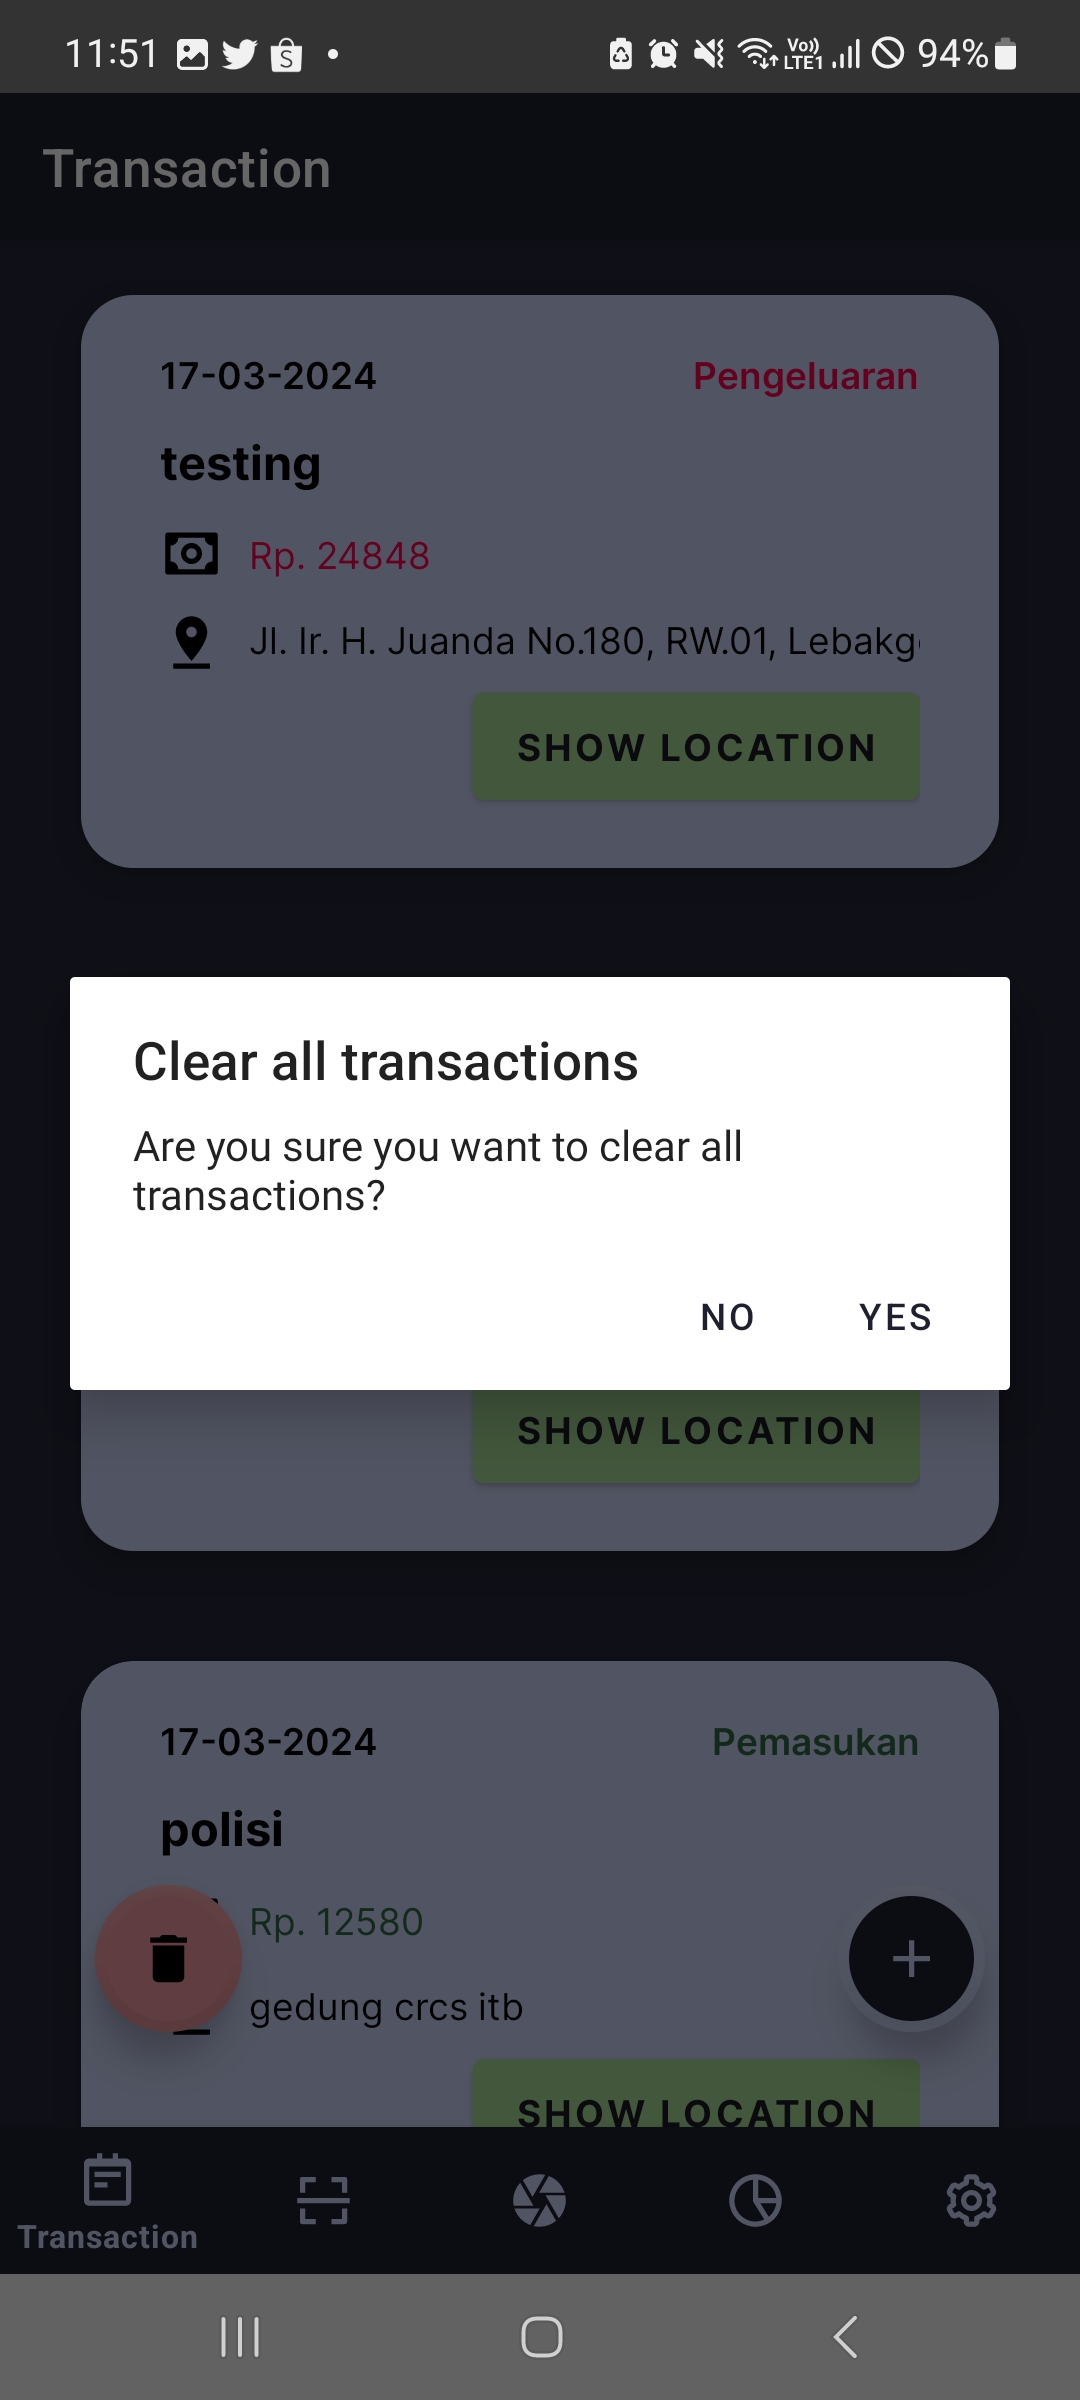 11:51
Vo))
LTE1
94%
Transaction
17-03-2024
Pengeluaran
testing
Rp. 24848
Jl. Ir. H. Juanda No.180, RW.01,
SHOW LOCATION
Clear all transactions
Are you sure you want to clear all
transactions?
NO
YES
SHOW LOCATION
17-03-2024
Pemasukan
polisi
Rp. 12580
gedung crcs itb
SHOW LOCATION
Transaction